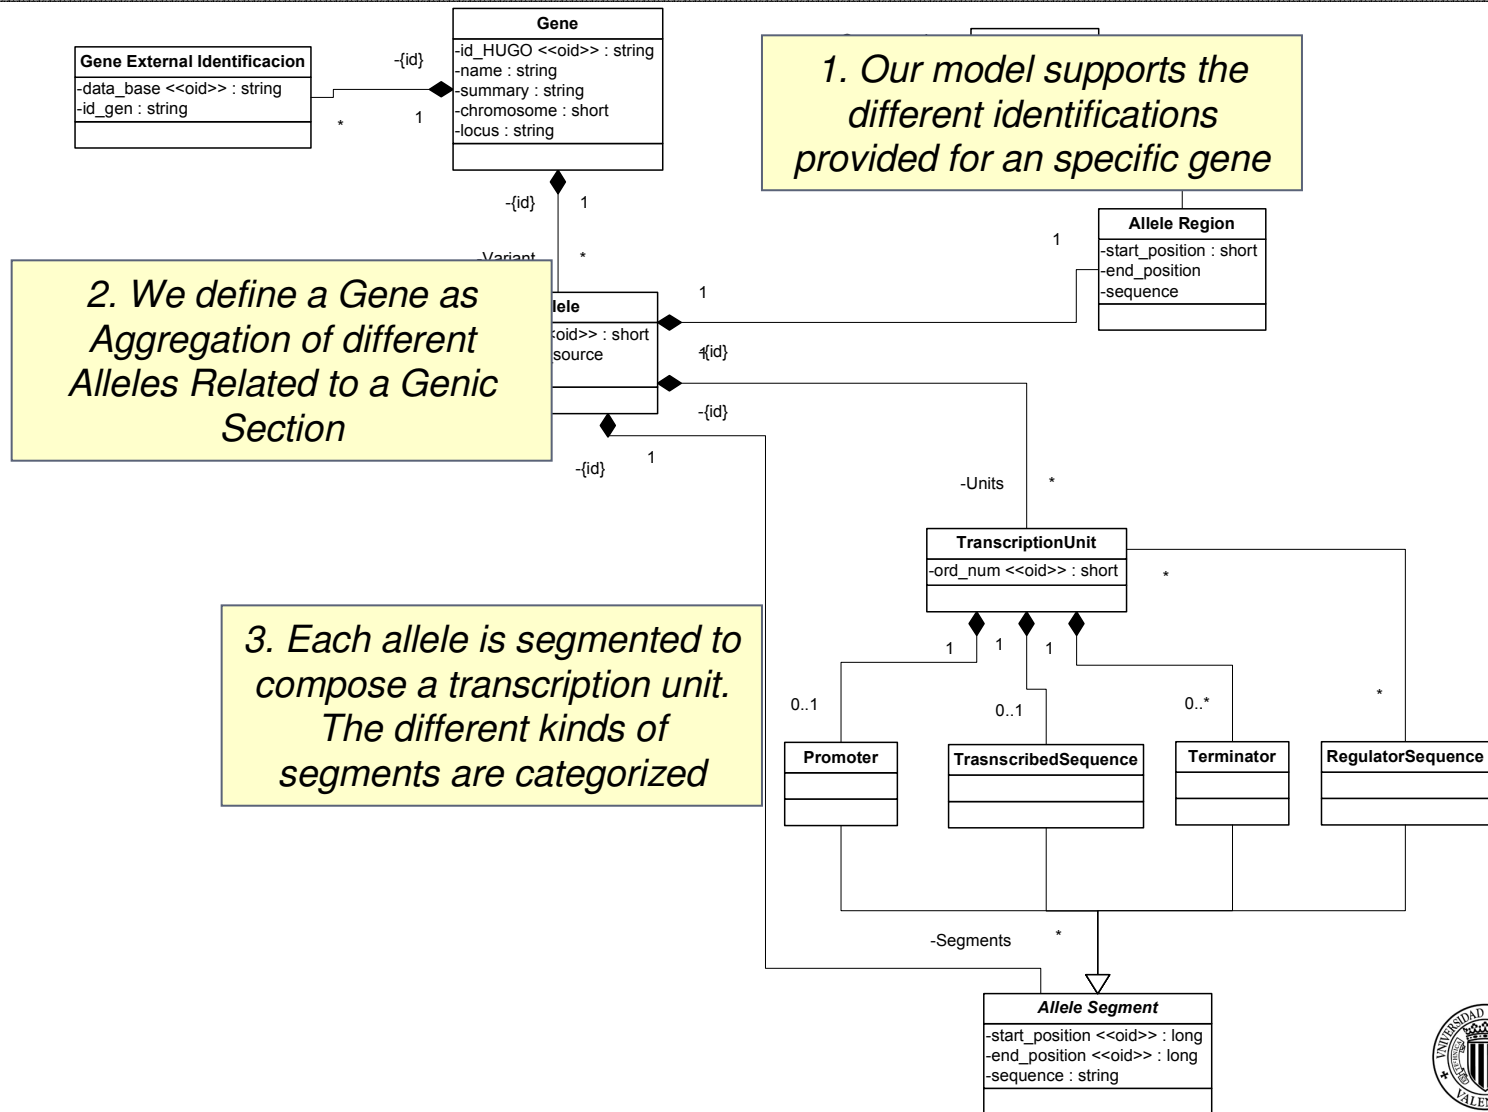 Gene
-id_HUGO <<oid>> : string
-name : string
-summary : string
-chromosome : short
-locus : string
Gene External Identificacion
-data_base <<oid>> : string
-id_gen : string
-{id}
1
*
1. Our model supports the
different identifications
provided for an specific gene
-{id}
1
-Variant
*
Allele Region
-start_position : short
-end_position
-sequence
1
2. We define a Gene as
Aggregation of different
Alleles Related to a Genic
Section
<oid>> : short
source
1
-{id}
-{id}
-{id}
1
-Units
*
TranscriptionUnit
-ord_num <<oid>> : short
*
1
1
1
3. Each allele is segmented to
compose a transcription unit.
The different kinds of
segments are categorized
0..1
0..1
0..*
*
Promoter
TrasnscribedSequence
Terminator
RegulatorSequence
-Segments
*
Allele Segment
-start_position <<oid>> : long
-end_position <<oid>> : long
-sequence : string